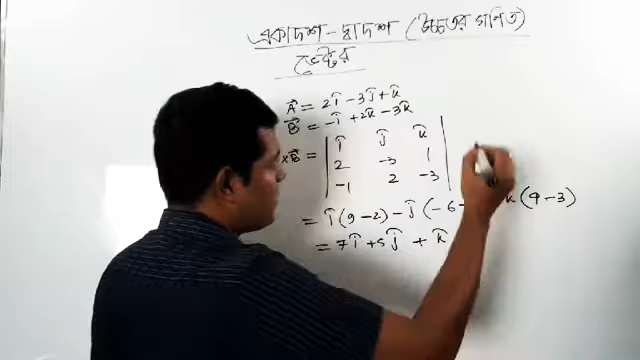 একাদশ - দ্বাদশ (উচ্চতর গণিত)
ভেক্টর
A⃗ = 2î - 3ĵ + k̂
B⃗ = -î + 2k̂ - 3k̂
×B⃗ = | î ĵ k̂
2 -3 1
-1 2 -3 |
= î (9-2) - ĵ (-6 k̂ (9-3)
= 7î + 5ĵ + k̂